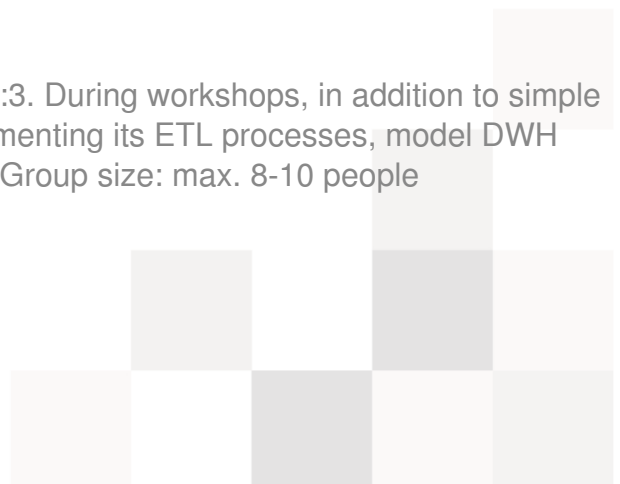 :3. During workshops, in addition to simple
menting its ETL processes, model DWH
Group size: max. 8-10 people